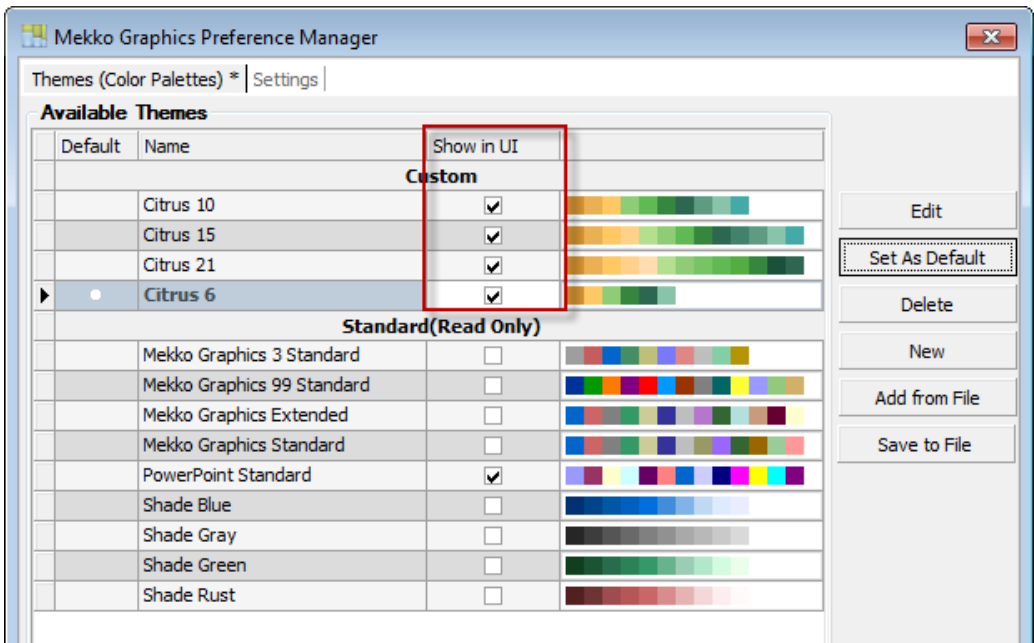 Mekko Graphics Preference Manager
Themes (Color Palettes) * Settings
Available Themes
Default Name Show in UI
Custom
Citrus 10
Citrus 15
Citrus 21
Citrus 6
Standard(Read Only)
Mekko Graphics 3 Standard
Mekko Graphics 99 Standard
Mekko Graphics Extended
Mekko Graphics Standard
PowerPoint Standard
Shade Blue
Shade Gray
Shade Green
Shade Rust
Edit
Set As Default
Delete
New
Add from File
Save to File